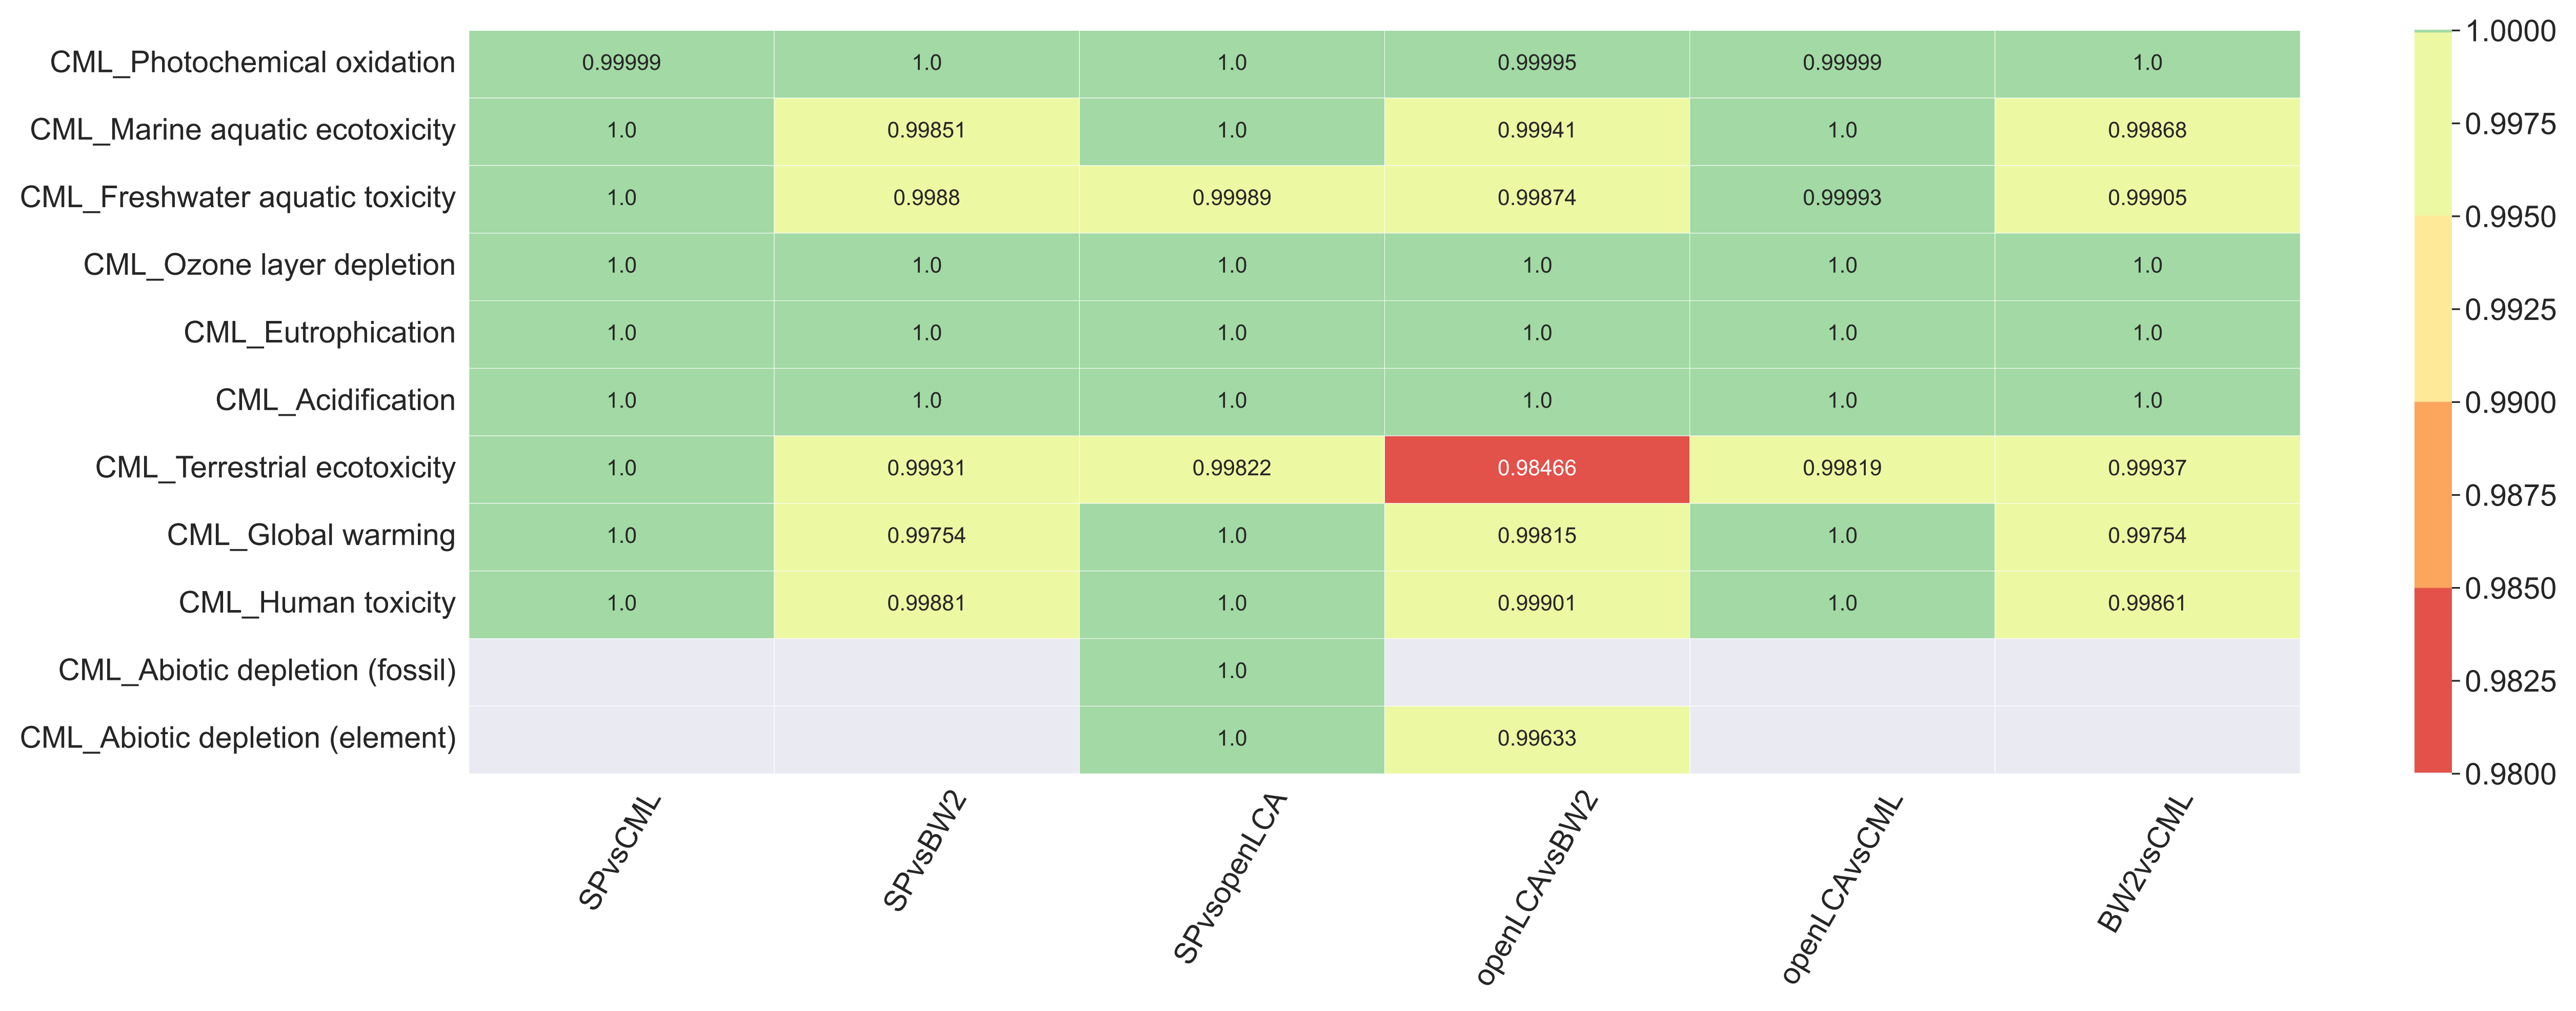 CML_Photochemical oxidation 0.99999 1.0 1.0 0.99995 0.99999 1.0
CML_Marine aquatic ecotoxicity 1.0 0.99851 1.0 0.99941 1.0 0.99868
CML_Freshwater aquatic toxicity 1.0 0.9988 0.99989 0.99874 0.99993 0.99905
CML_Ozone layer depletion 1.0 1.0 1.0 1.0 1.0 1.0
CML_Eutrophication 1.0 1.0 1.0 1.0 1.0 1.0
CML_Acidification 1.0 1.0 1.0 1.0 1.0 1.0
CML_Terrestrial ecotoxicity 1.0 0.99931 0.99822 0.98466 0.99819 0.99937
CML_Global warming 1.0 0.99754 1.0 0.99815 1.0 0.99754
CML_Human toxicity 1.0 0.99881 1.0 0.99901 1.0 0.99861
CML_Abiotic depletion (fossil) 1.0
CML_Abiotic depletion (element) 1.0 0.99633
SPvsCML SPvsBW2 SPvsopenLCA openLCAvsBW2 openLCAvsCML BW2vsCML
1.0000
0.9975
0.9950
0.9925
0.9900
0.9875
0.9850
0.9825
0.9800